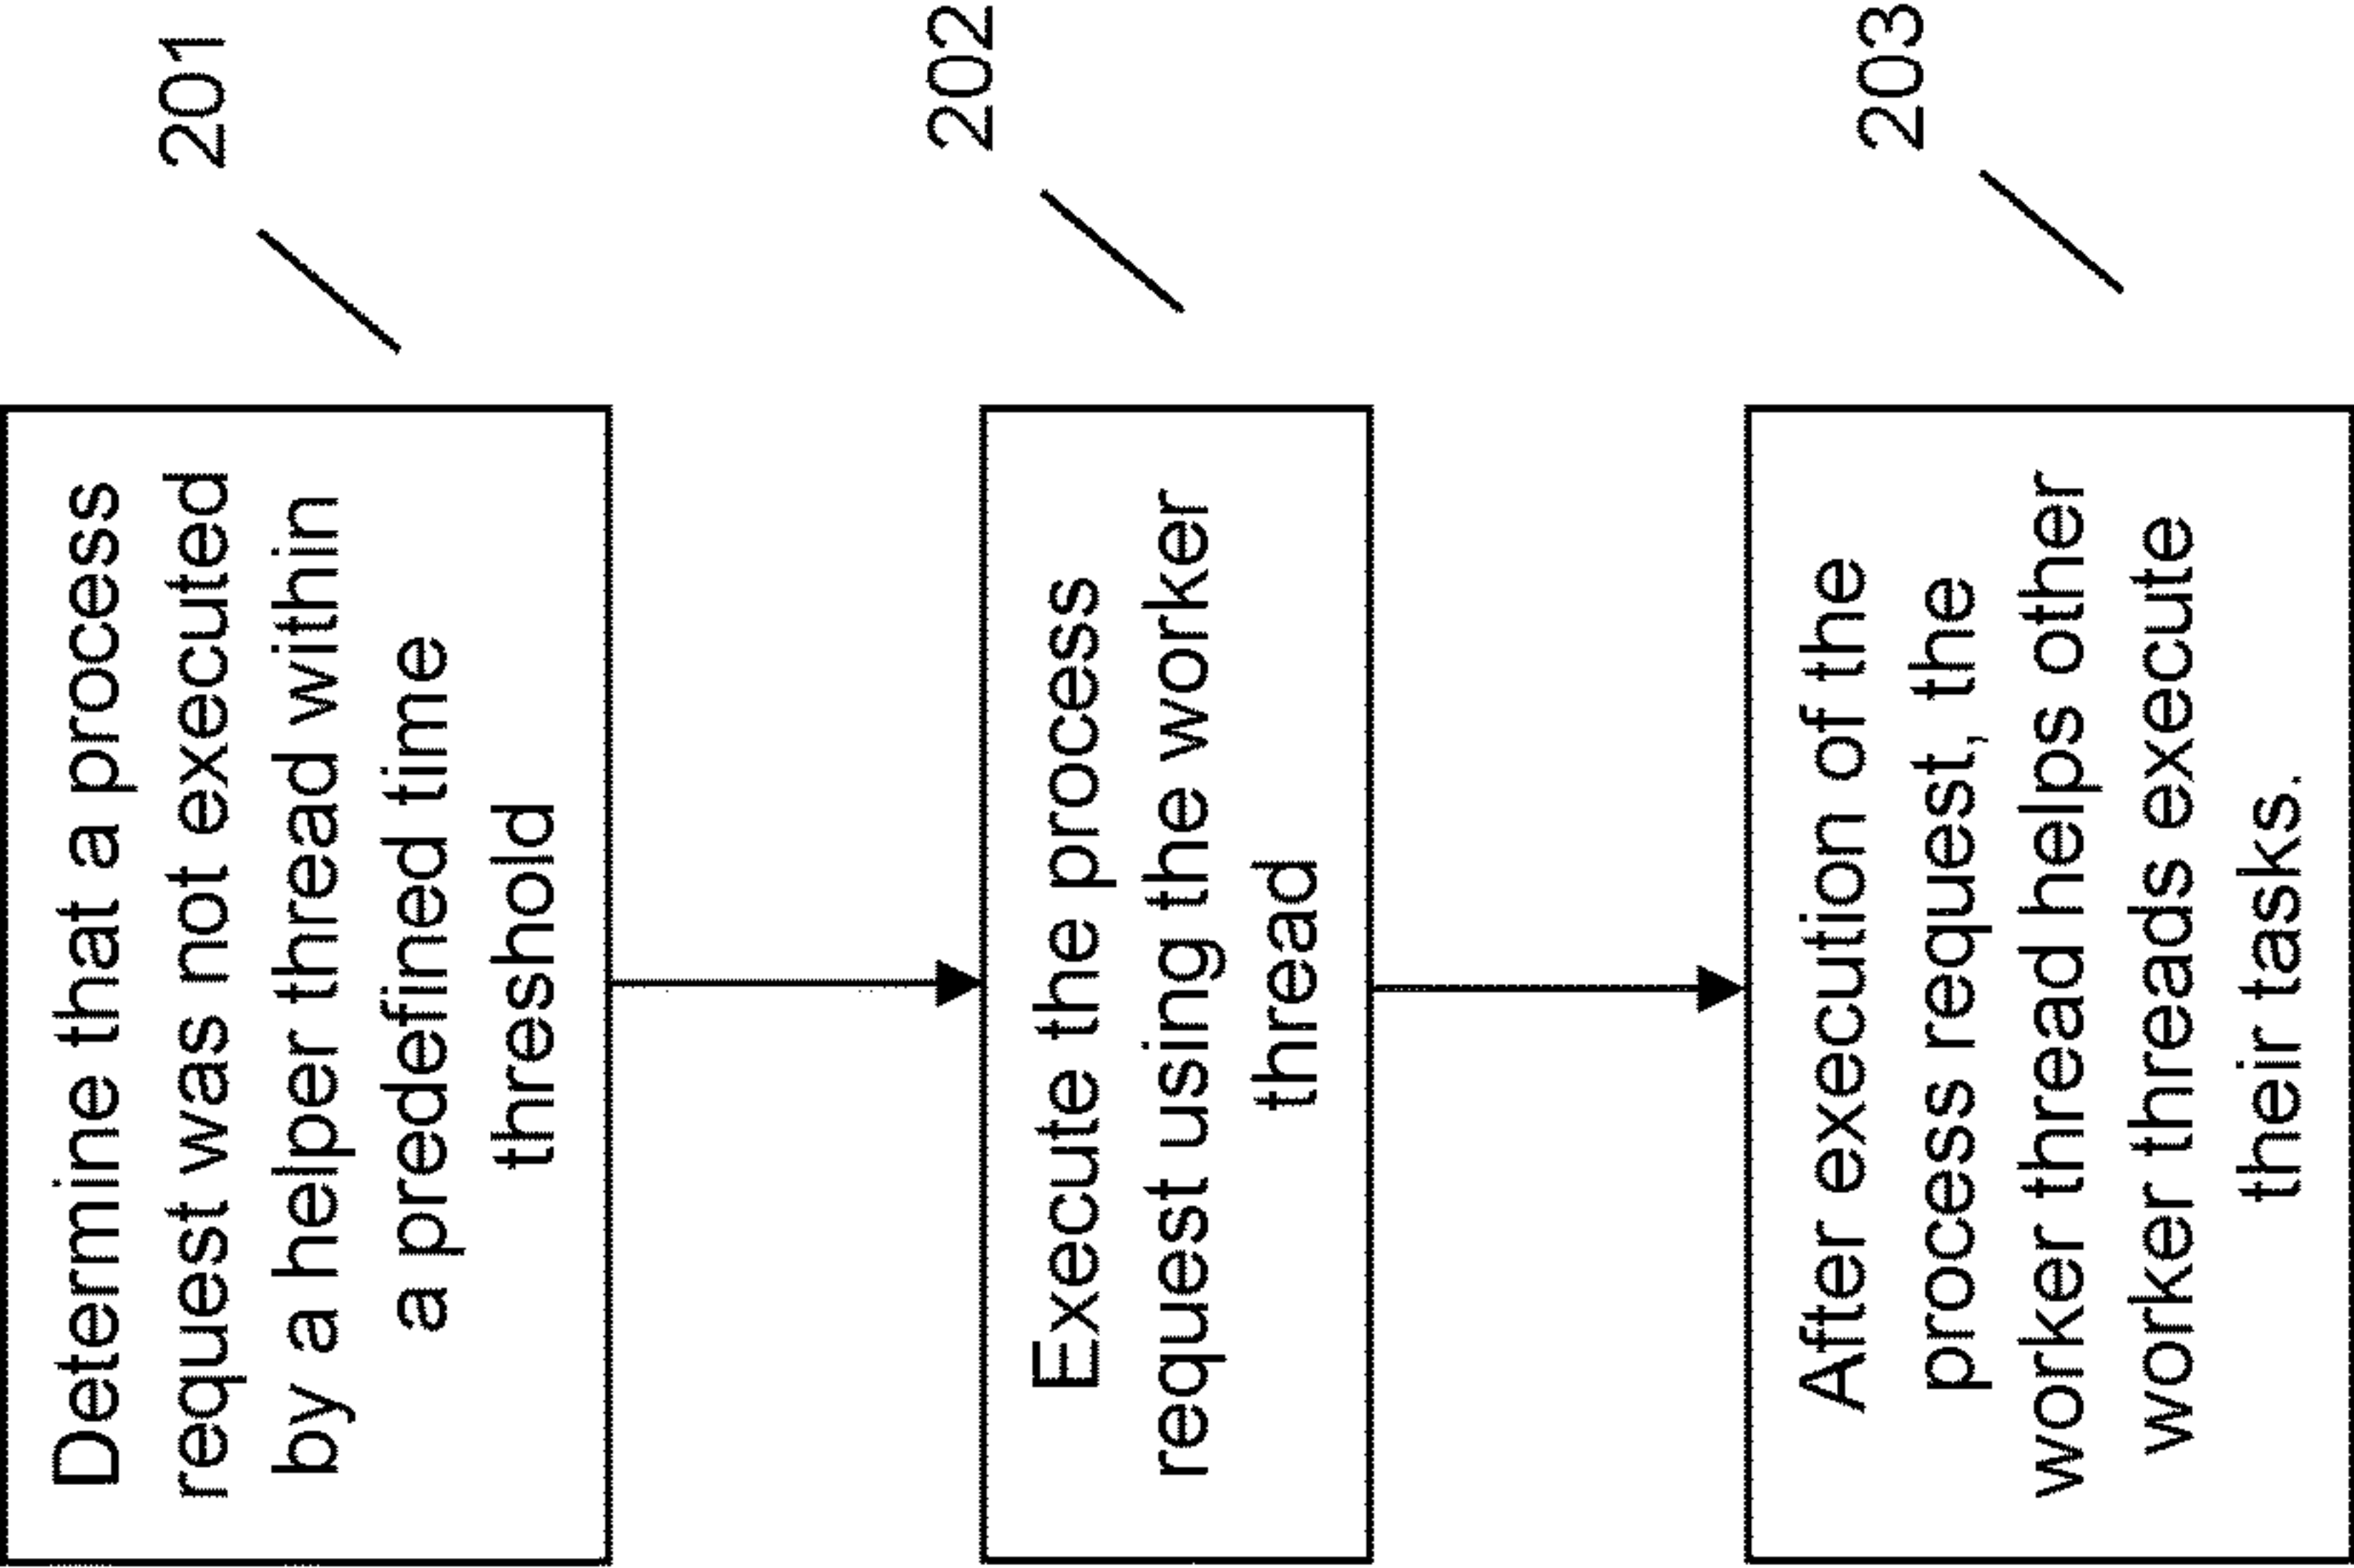 Determine that a process
request was not executed
by a helper thread within
a predefined time
threshold
201
Execute the process
request using the worker
thread
202
After execution of the
process request, the
worker thread helps other
worker threads execute
their tasks.
203